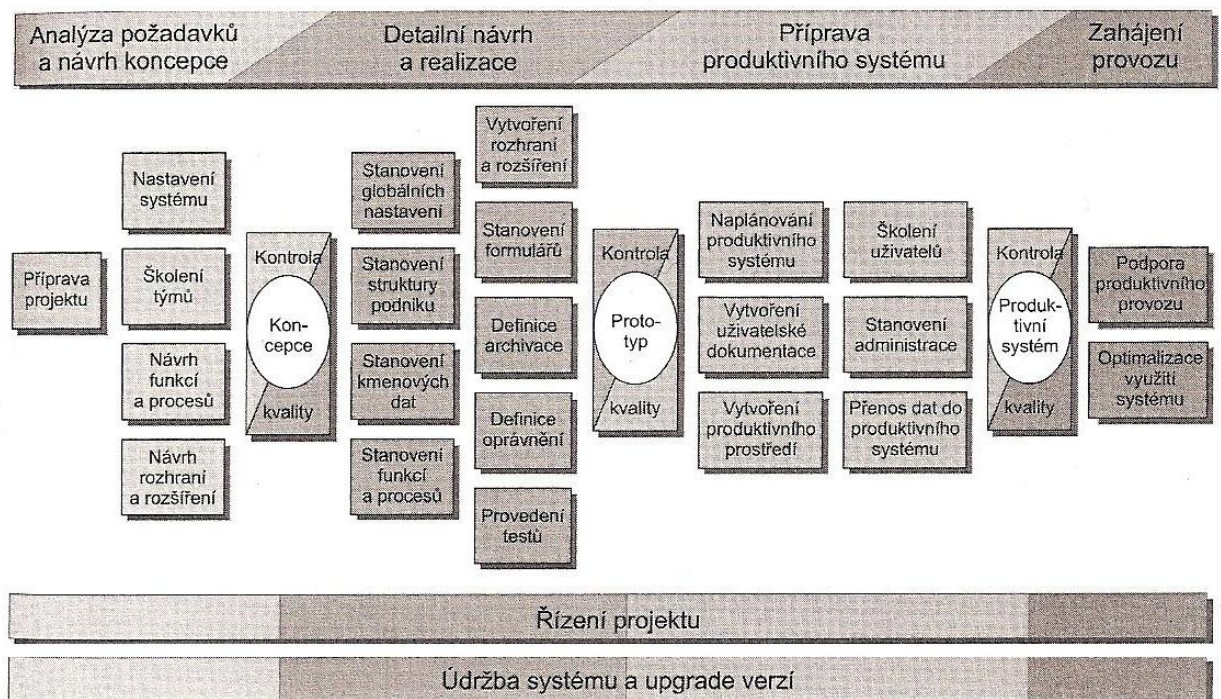 Analýza požadavků
a návrh koncepce
Detailní návrh
a realizace
Příprava
produktivního systému
Zahájení
provozu
Příprava
projektu
Nastavení
systému
Školení
týmů
Návrh
funkcí
a procesů
Návrh
rozhraní
a rozšíření
Kontrola
Kon-
cepce
kvality
Stanovení
globálních
nastavení
Stanovení
struktury
podniku
Stanovení
kmenových
dat
Stanovení
funkcí
a procesů
Vytvoření
rozhraní
a rozšíření
Stanovení
formulářů
Definice
archivace
Definice
oprávnění
Provedení
testů
Kontrola
Proto-
typ
kvality
Naplánování
produktivního
systému
Vytvoření
uživatelské
dokumentace
Vytvoření
produktivního
prostředí
Školení
uživatelů
Stanovení
administrace
Přenos dat do
produktivního
systému
Kontrola
Produk-
tivní
systém
kvality
Podpora
produktivního
provozu
Optimalizace
využití
systému
Řízení projektu
Údržba systému a upgrade verzí